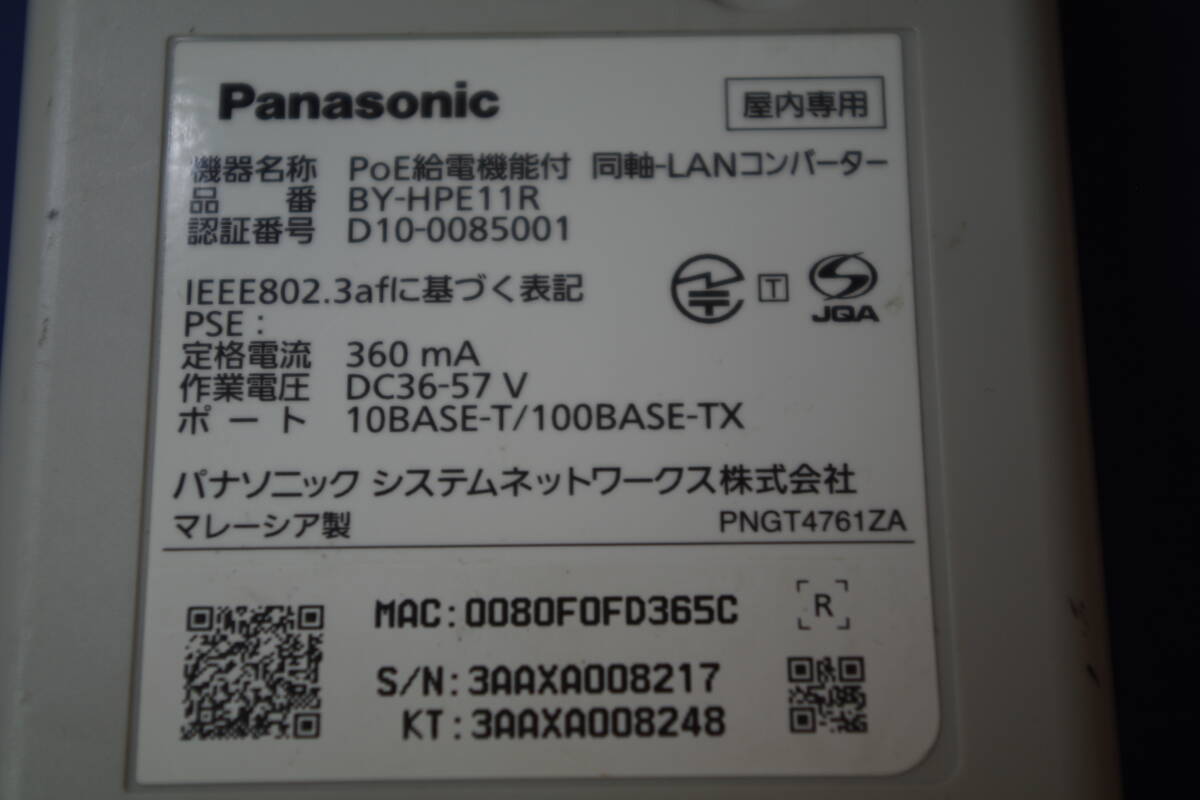 Panasonic
屋内専用
機器名称 PoE給電機能付 同軸-LANコンバーター
品 番 BY-HPE11R
認証番号 D10-0085001
IEEE802.3afに基づく表記
T
JQA
PSE :
定格電流 360 mA
作業電圧 DC36-57 V
ポート 10BASE-T/100BASE-TX
パナソニック システムネットワークス株式会社
マレーシア製 PNGT4761ZA
MAC:0080F0FD365C
R
S/N:3AAXA008217
KT:3AAXA008248